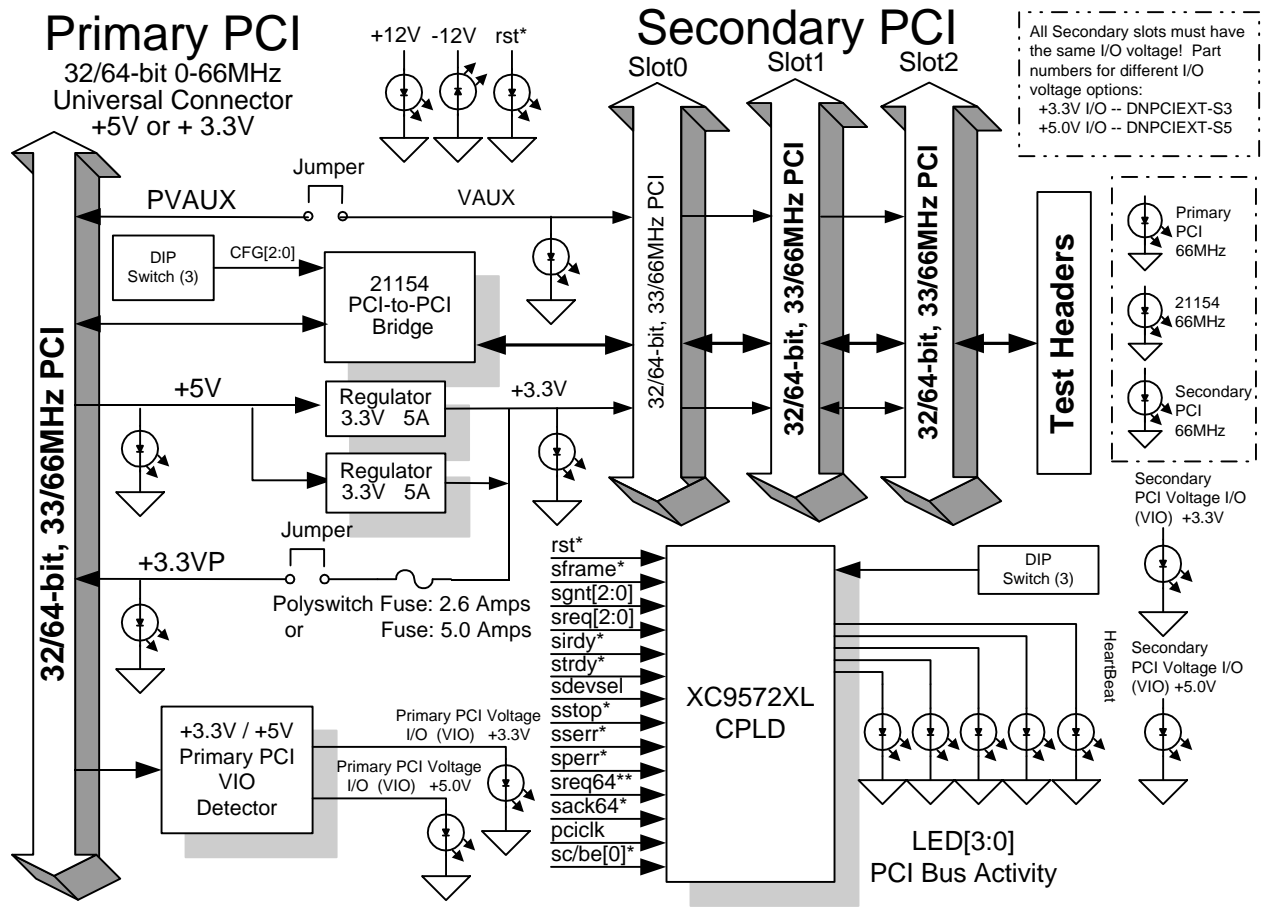 Primary PCI
32/64-bit 0-66MHz
Universal Connector
+5V or + 3.3V
+12V
-12V
rst*
Secondary PCI
Slot0
Slot1
Slot2
All Secondary slots must have
the same I/O voltage! Part
numbers for different I/O
voltage options:
+3.3V I/O -- DNPCIEXT-S3
+5.0V I/O -- DNPCIEXT-S5
Jumper
PVAUX
VAUX
DIP
Switch (3)
CFG[2:0]
21154
PCI-to-PCI
Bridge
32/64-bit, 33/66MHz PCI
32/64-bit, 33/66MHz PCI
32/64-bit, 33/66MHz PCI
32/64-bit, 33/66MHz PCI
Test Headers
Primary
PCI
66MHz
21154
66MHz
Secondary
PCI
66MHz
+5V
Regulator
3.3V 5A
+3.3V
Regulator
3.3V 5A
Jumper
+3.3VP
Polyswitch Fuse: 2.6 Amps
or Fuse: 5.0 Amps
Secondary
PCI Voltage I/O
(VIO) +3.3V
Secondary
PCI Voltage I/O
(VIO) +5.0V
rst*
sframe*
sgnt[2:0]
sreq[2:0]
sirdy*
strdy*
sdevsel
sstop*
sserr*
sperr*
sreq64**
sack64*
pciclk
sc/be[0]*
XC9572XL
CPLD
DIP
Switch (3)
HeartBeat
LED[3:0]
PCI Bus Activity
+3.3V / +5V
Primary PCI
VIO
Detector
Primary PCI Voltage
I/O (VIO) +3.3V
Primary PCI Voltage
I/O (VIO) +5.0V